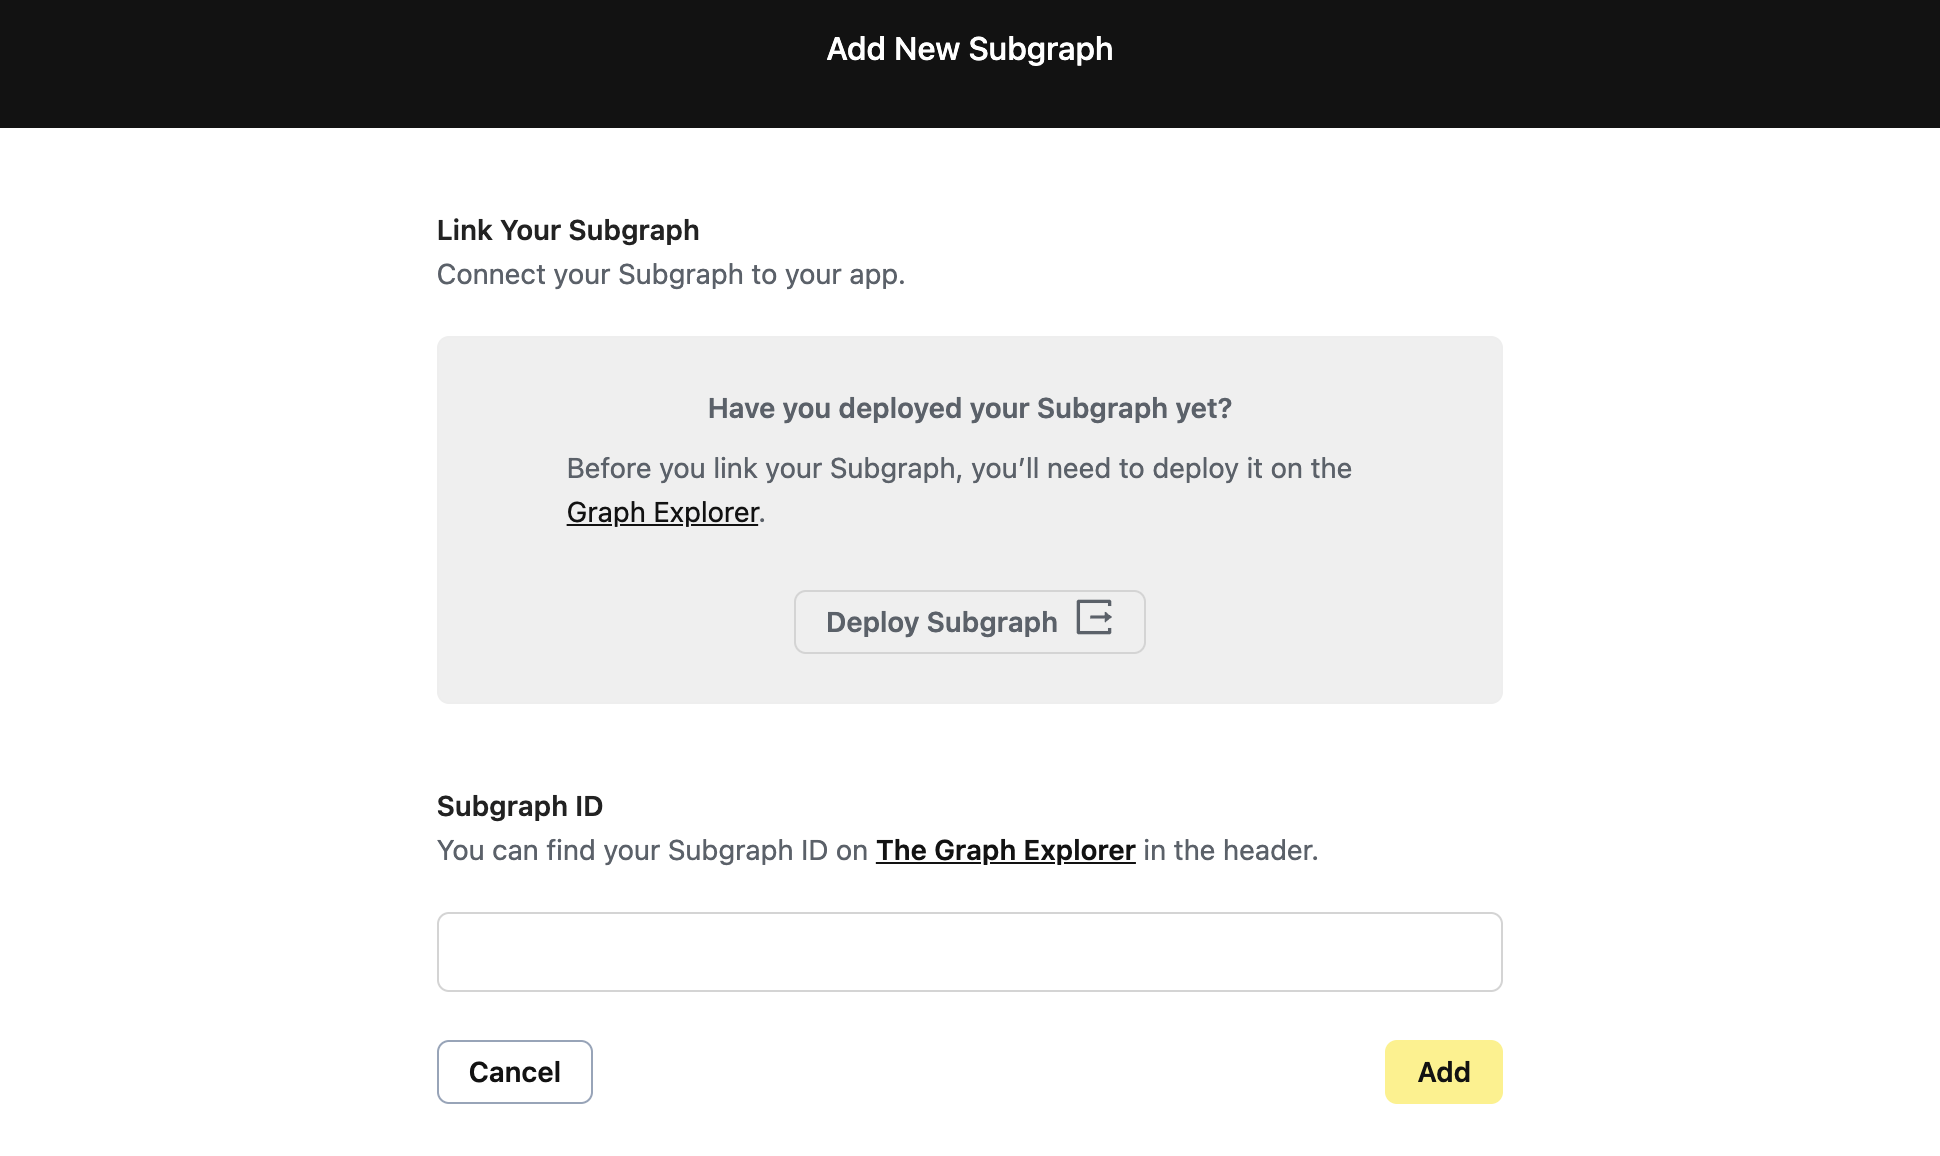 Add New Subgraph
Link Your Subgraph
Connect your Subgraph to your app.
Have you deployed your Subgraph yet?
Before you link your Subgraph, you’ll need to deploy it on the
Graph Explorer.
Deploy Subgraph
Subgraph ID
You can find your Subgraph ID on The Graph Explorer in the header.
Cancel
Add